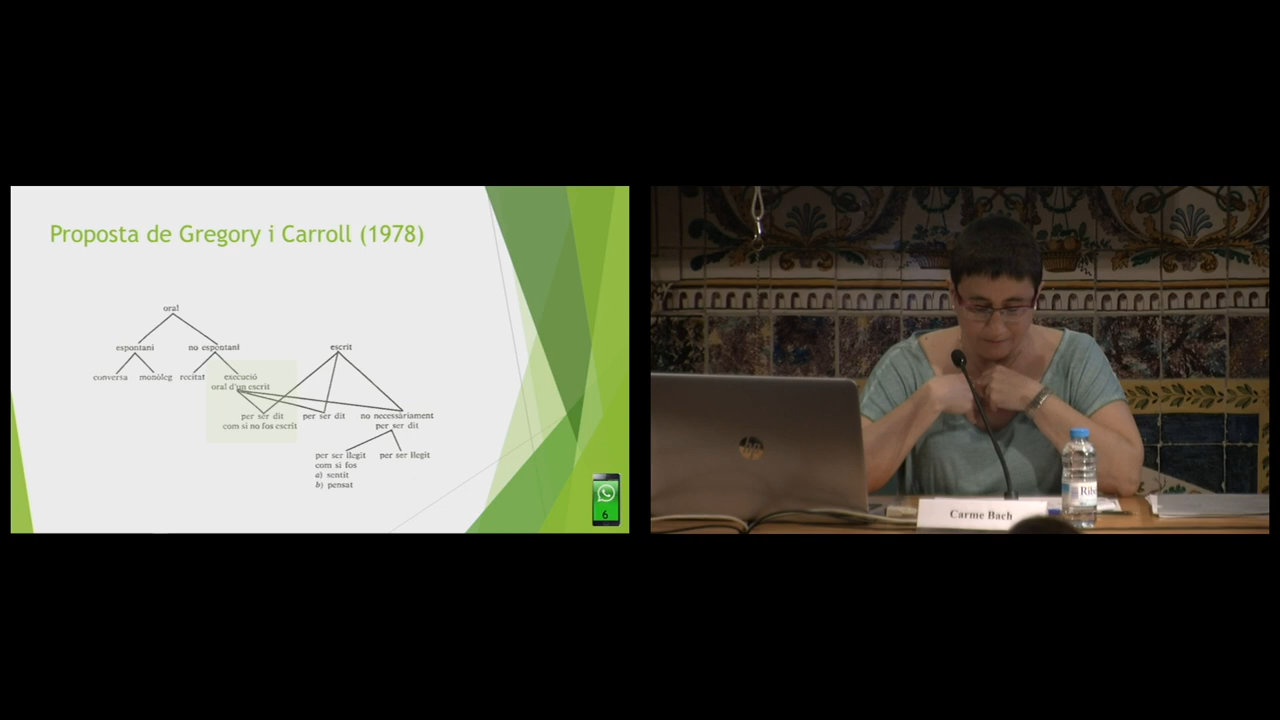 Proposta de Gregory i Carroll (1978)
oral
espontani
no espontani
escrit
conversa
monòleg
recitat
execució
oral d'un escrit
per ser dit
com si no fos escrit
per ser dit
no necessàriament
per ser dit
per ser llegit
com si fos
a) sentit
b) pensat
per ser llegit
6
hp
Carme Bach